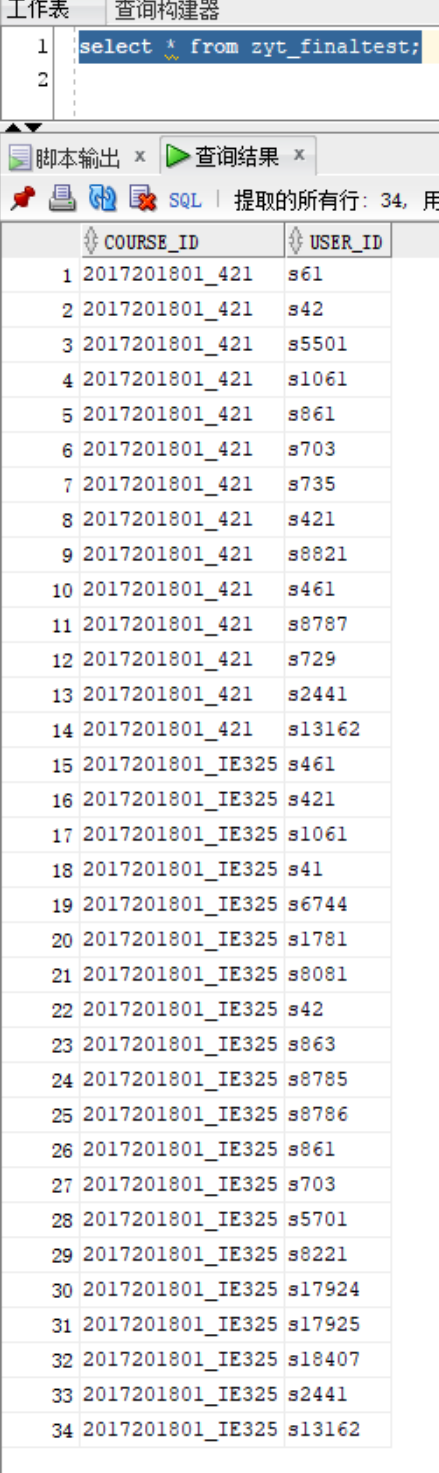 工作表 查询构建器
1 select * from zyt_finaltest;
2
脚本输出 × 查询结果 ×
SQL | 提取的所有行: 34, 用
COURSE_ID USER_ID
1 2017201801_421 s61
2 2017201801_421 s42
3 2017201801_421 s5501
4 2017201801_421 s1061
5 2017201801_421 s861
6 2017201801_421 s703
7 2017201801_421 s735
8 2017201801_421 s421
9 2017201801_421 s8821
10 2017201801_421 s461
11 2017201801_421 s8787
12 2017201801_421 s729
13 2017201801_421 s2441
14 2017201801_421 s13162
15 2017201801_IE325 s461
16 2017201801_IE325 s421
17 2017201801_IE325 s1061
18 2017201801_IE325 s41
19 2017201801_IE325 s6744
20 2017201801_IE325 s1781
21 2017201801_IE325 s8081
22 2017201801_IE325 s42
23 2017201801_IE325 s863
24 2017201801_IE325 s8785
25 2017201801_IE325 s8786
26 2017201801_IE325 s861
27 2017201801_IE325 s703
28 2017201801_IE325 s5701
29 2017201801_IE325 s8221
30 2017201801_IE325 s17924
31 2017201801_IE325 s17925
32 2017201801_IE325 s18407
33 2017201801_IE325 s2441
34 2017201801_IE325 s13162